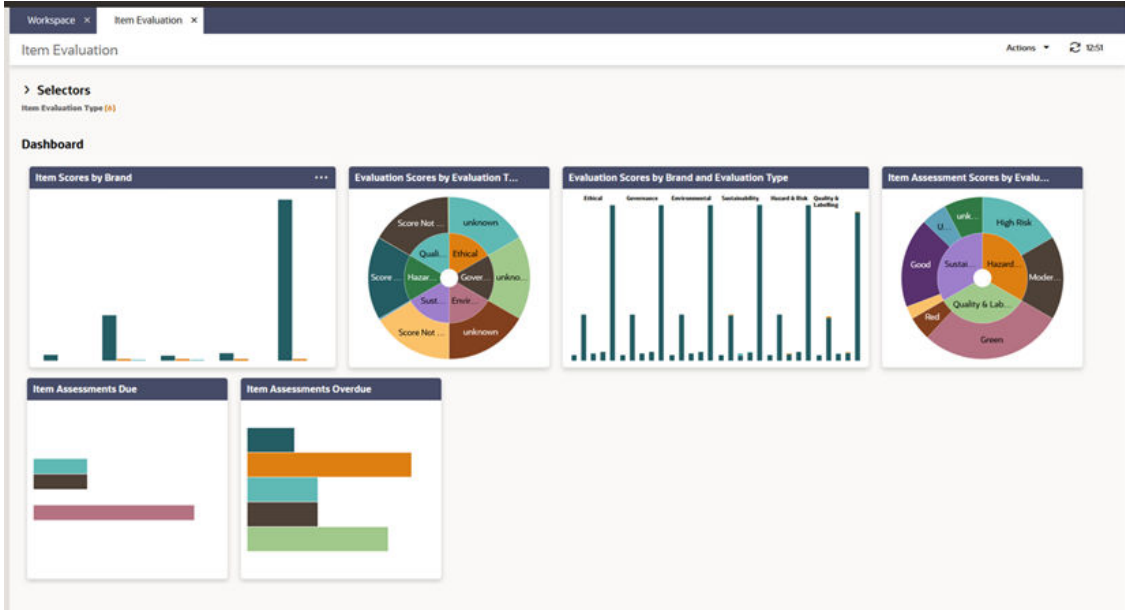 Workspace ×
Item Evaluation ×
Item Evaluation
Actions
12:51
Selectors
Item Evaluation Type (6)
Dashboard
Item Scores by Brand ...
Evaluation Scores by Evaluation T...
Score Not ...
unknown
Quali...
Ethical
Score ...
Hazar...
Gover...
unkno...
Sust...
Envir...
Score Not ...
unknown
Evaluation Scores by Brand and Evaluation Type
Ethical
Governance
Environmental
Sustainability
Hazard & Risk
Quality &
Labelling
Item Assessment Scores by Evalu...
U...
unk...
High Risk
Good
Sustai...
Hazard...
Moder...
Quality & Lab...
Red
Green
Item Assessments Due
Item Assessments Overdue